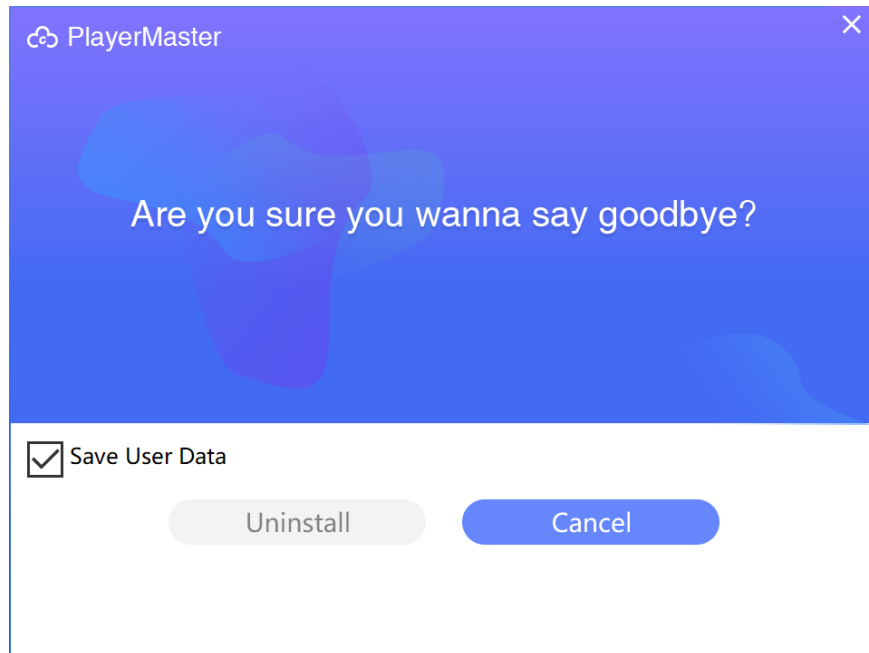 PlayerMaster
Are you sure you wanna say goodbye?
Save User Data
Uninstall
Cancel